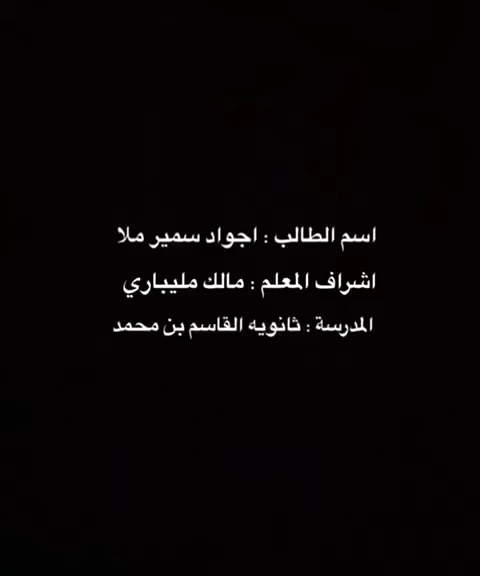 اسم الطالب : اجواد سمير ملا
اشراف المعلم : مالك مليباري
المدرسة : ثانويه القاسم بن محمد